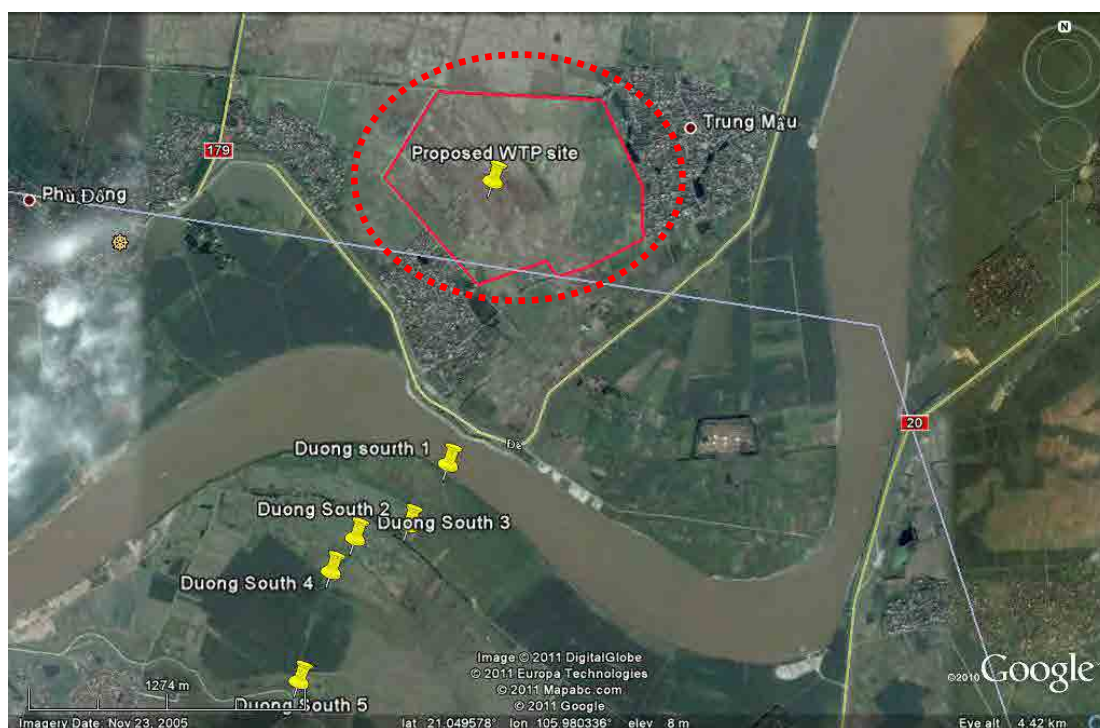 N
Trung Mầu
179
Proposed WTP site
Phù Đổng
20
Duong sourth 1
Đê
Duong South 2
Duong South 3
Duong South 4
Image © 2011 DigitalGlobe
© 2011 Europa Technologies
© 2011 Mapabc.com
© 2011 Google
©2010 Google
1274 m
Duong South 5
Imagery Date: Nov 23, 2005
lat 21.049578° lon 105.980336° elev 8 m
Eye alt 4.42 km